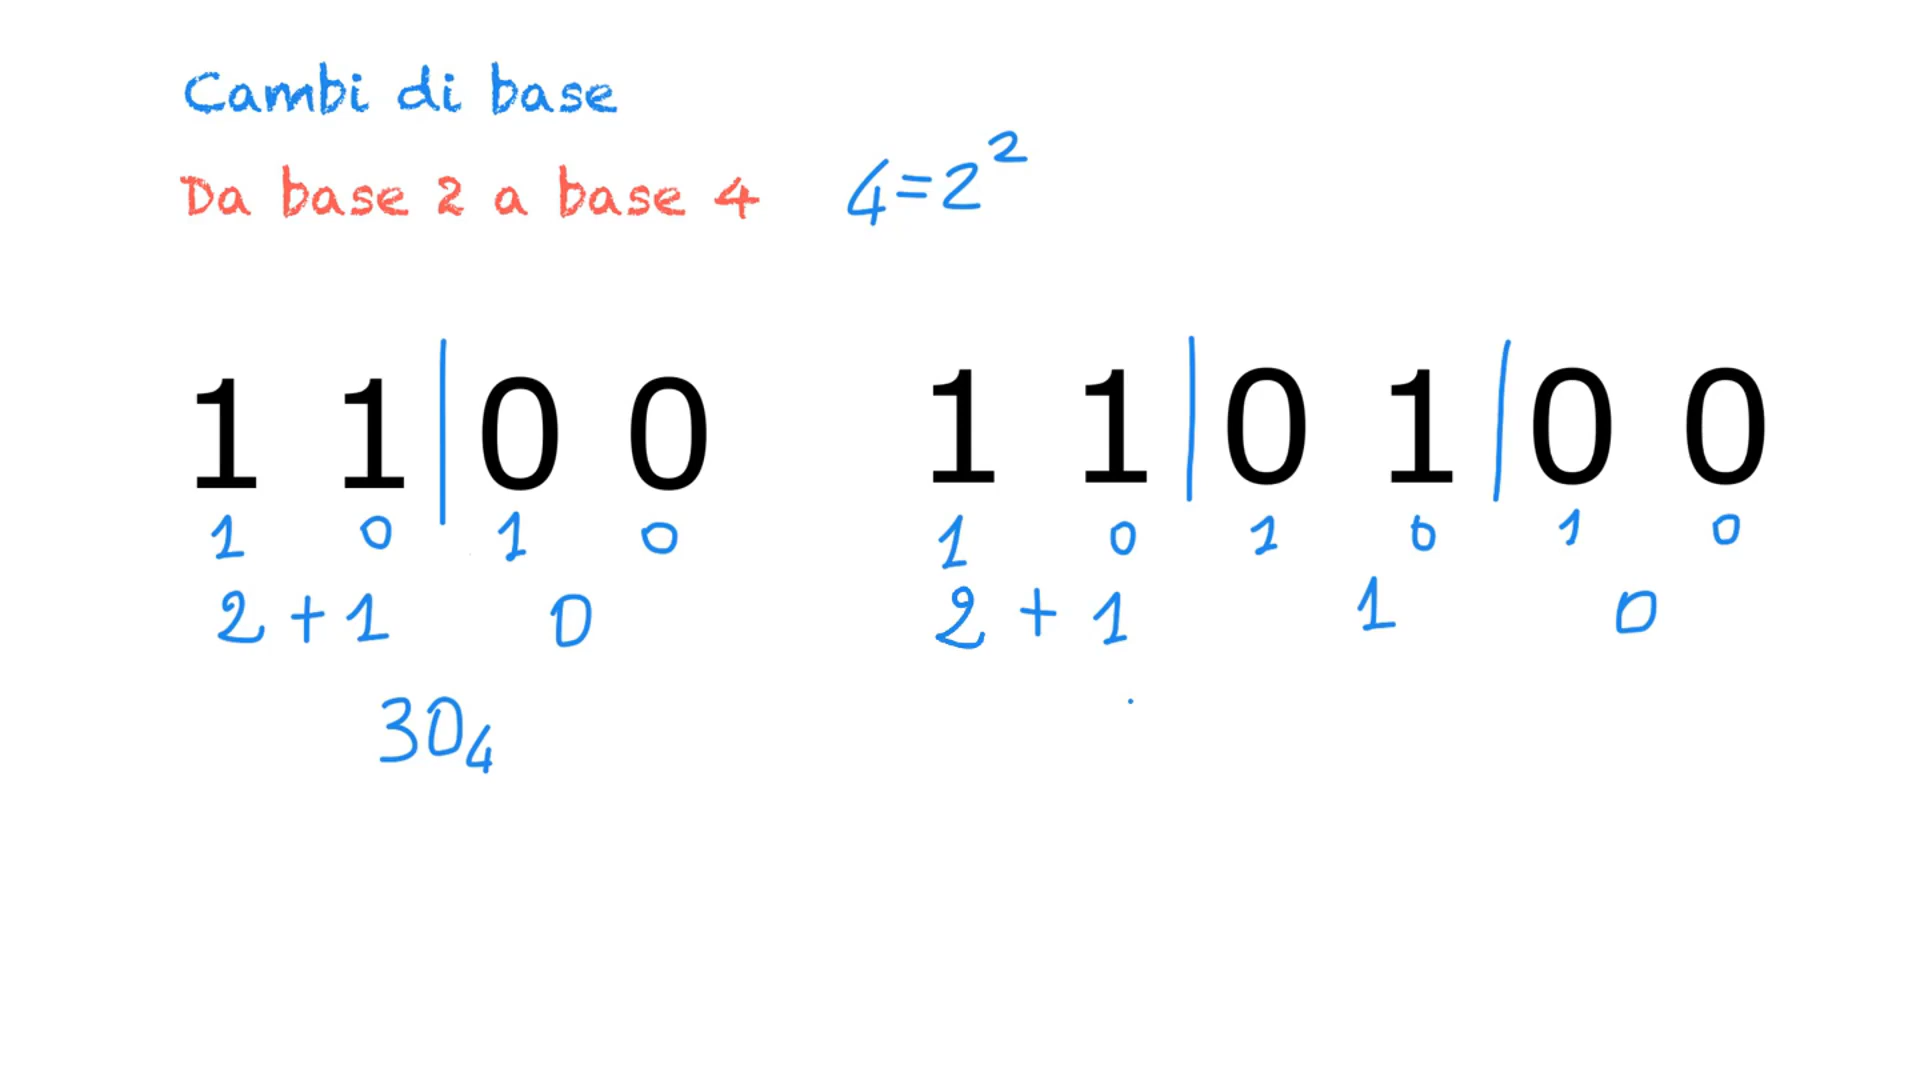 Cambi di base
Da base 2 a base 4 4=2²
1 1 | 0 0 1 1 | 0 1 | 0 0
1 0 1 0 1 0 1 0 1 0
2 + 1 0 2 + 1 1 0
30₄